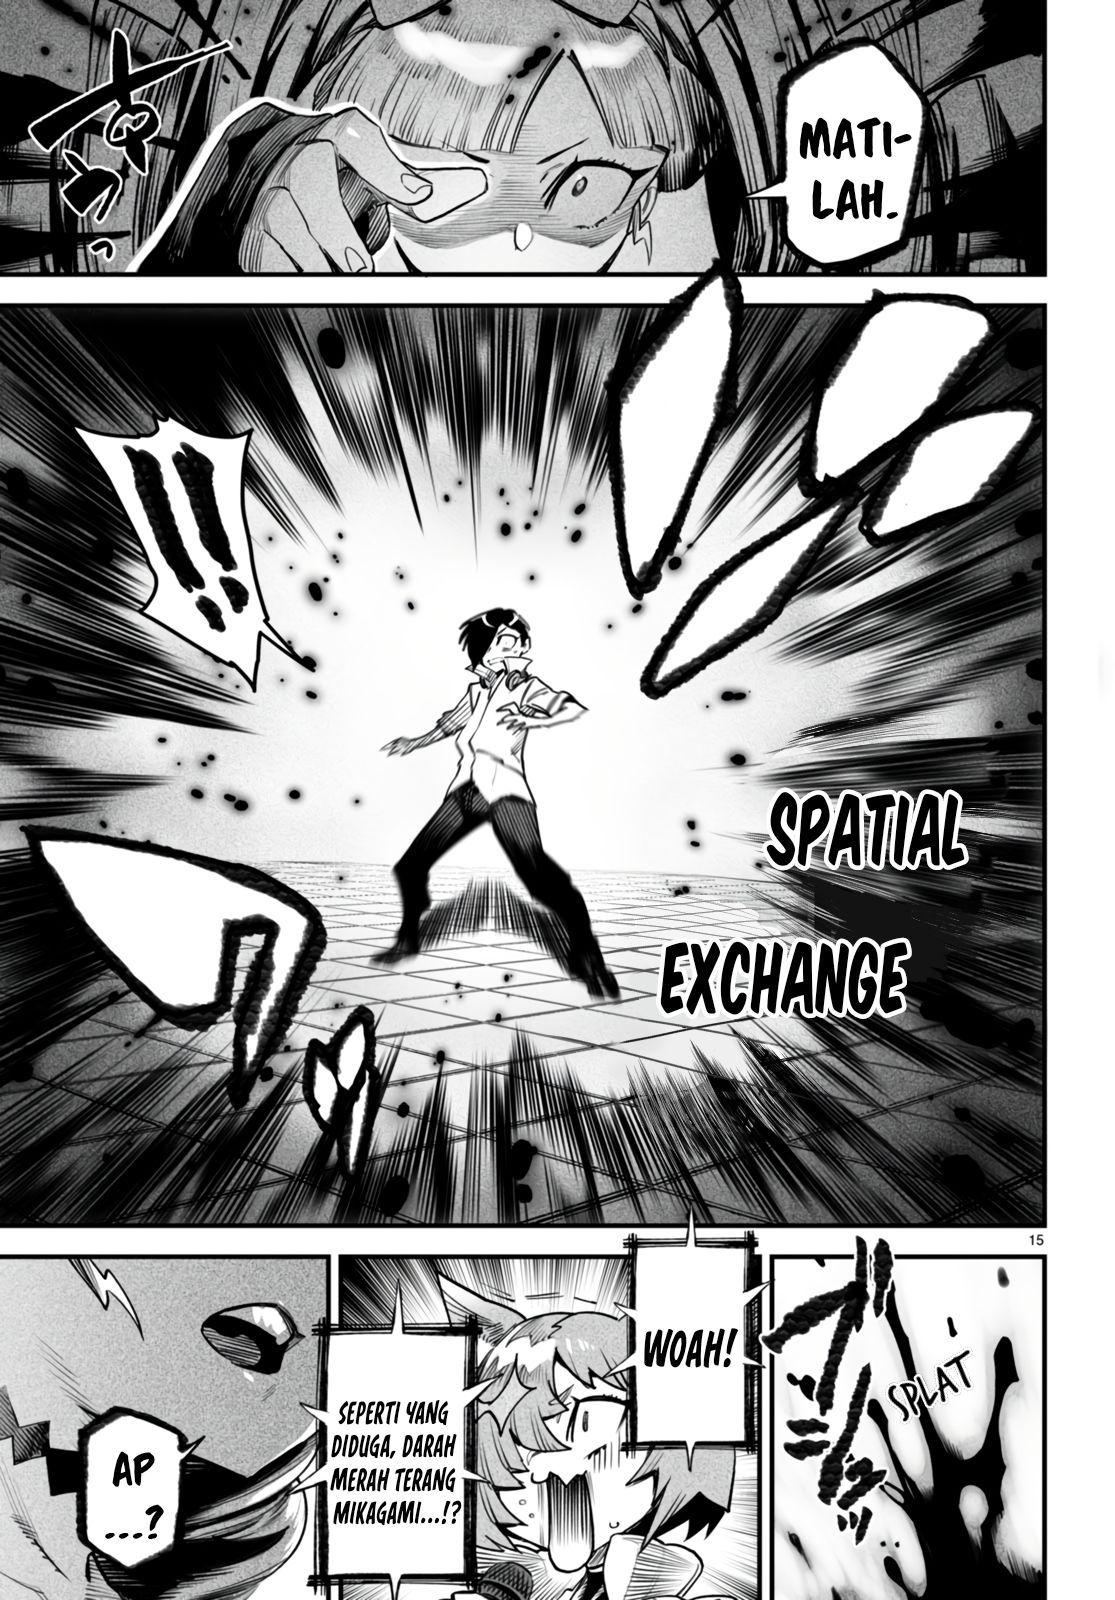 MATI-
LAH.
!!
SPATIAL
EXCHANGE
15
SPLAT
WOAH!
SEPERTI YANG
DIDUGA, DARAH
MERAH TERANG
MIKAGAMI...!?
AP
...?